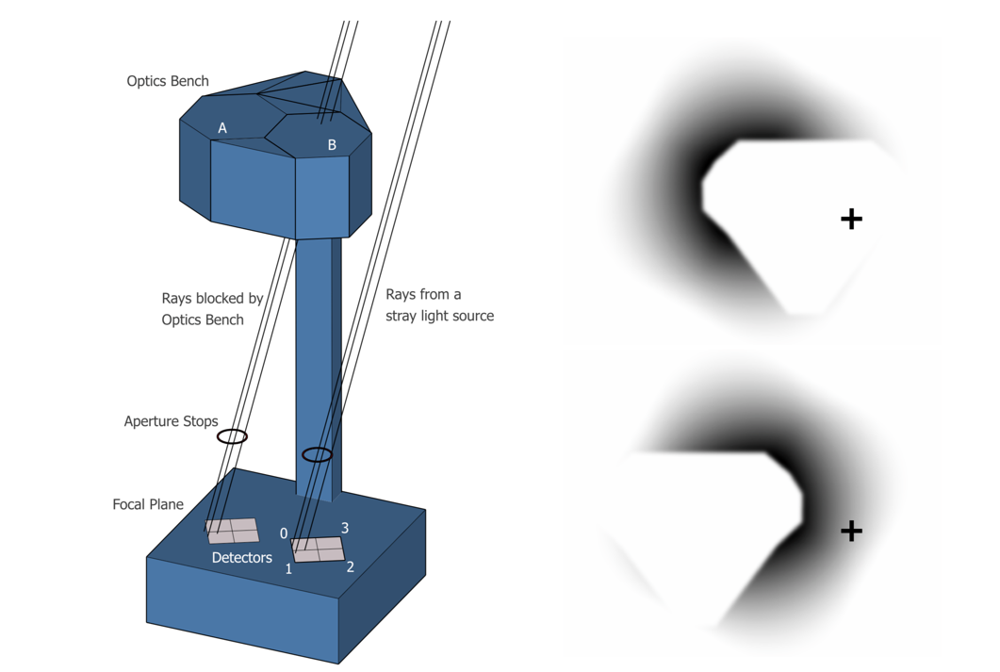 Optics Bench
A
B
Rays blocked by
Optics Bench
Rays from a
stray light source
Aperture Stops
Focal Plane
0
3
Detectors
1
2